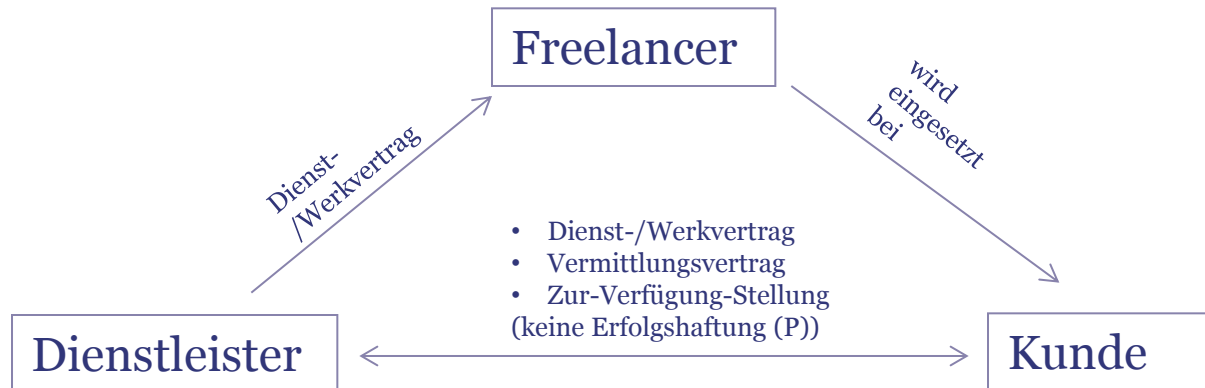 Freelancer
wird
eingesetzt
bei
Dienst-
/Werkvertrag
• Dienst-/Werkvertrag
• Vermittlungsvertrag
• Zur-Verfügung-Stellung
(keine Erfolgshaftung (P))
Dienstleister
Kunde